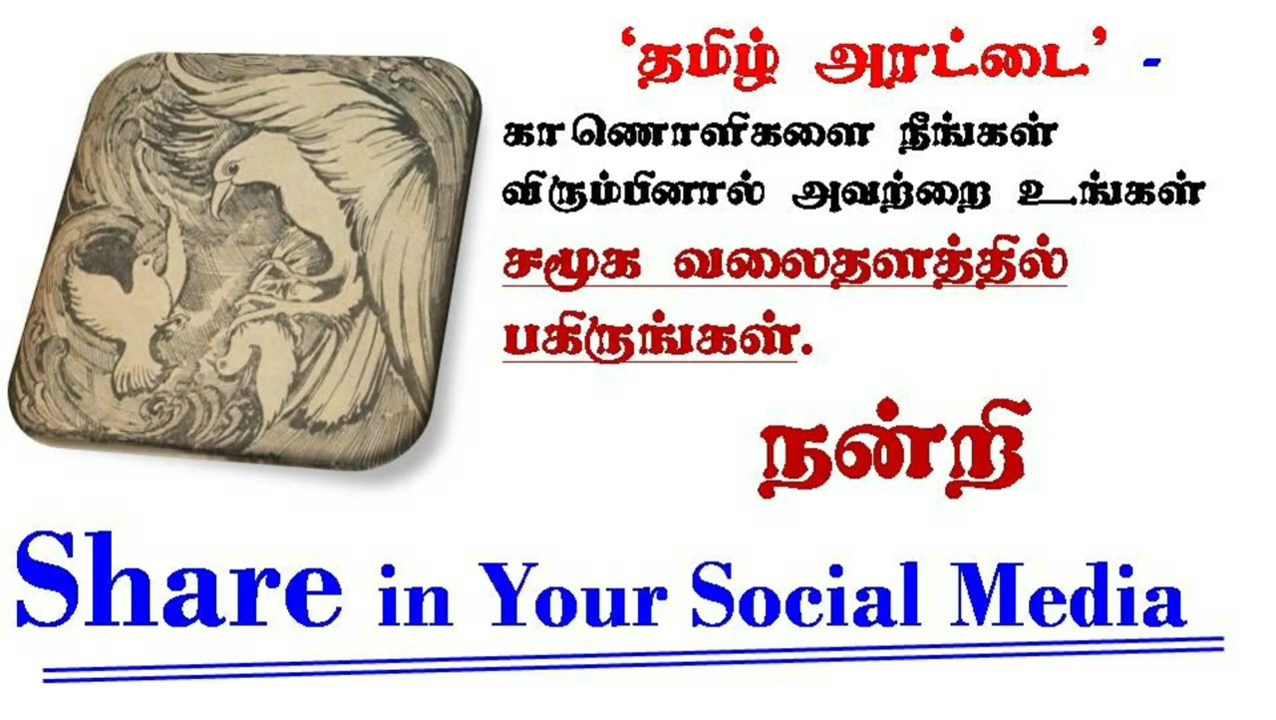 ‘தமிழ் அரட்டை’ -
காணொளிகளை நீங்கள்
விரும்பினால் அவற்றை உங்கள்
சமூக வலைதளத்தில்
பகிருங்கள்.
நன்றி
Share in Your Social Media